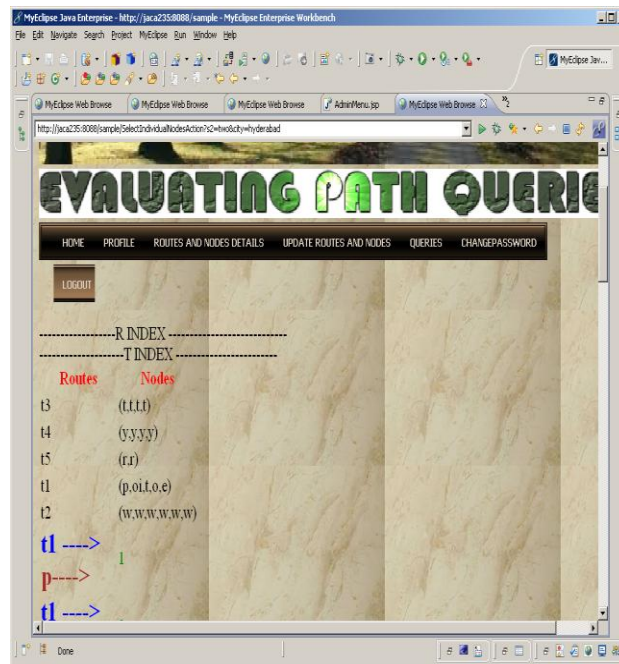 MyEclipse Java Enterprise - http://jaca235:8088/sample - MyEclipse Enterprise Workbench
File Edit Navigate Search Project MyEclipse Run Window Help
MyEclipse Jav...
MyEclipse Web Browse MyEclipse Web Browse MyEclipse Web Browse AdminMenu.jsp MyEclipse Web Browse
http://jaca235:8088/sample/SelectIndividualNodesAction?s2=two&city=hyderabad
EVALUATING PATH QUERIE
HOME PROFILE ROUTES AND NODES DETAILS UPDATE ROUTES AND NODES QUERIES CHANGEPASSWORD
LOGOUT
------------------R INDEX ----------------------------
--------------------T INDEX ------------------------
Routes Nodes
t3 (t,t,t,t)
t4 (y,y,y,y)
t5 (r,r)
t1 (p,oi,t,o,e)
t2 (w,w,w,w,w,w)
t1 ---->
1
p---->
t1 ---->
Done